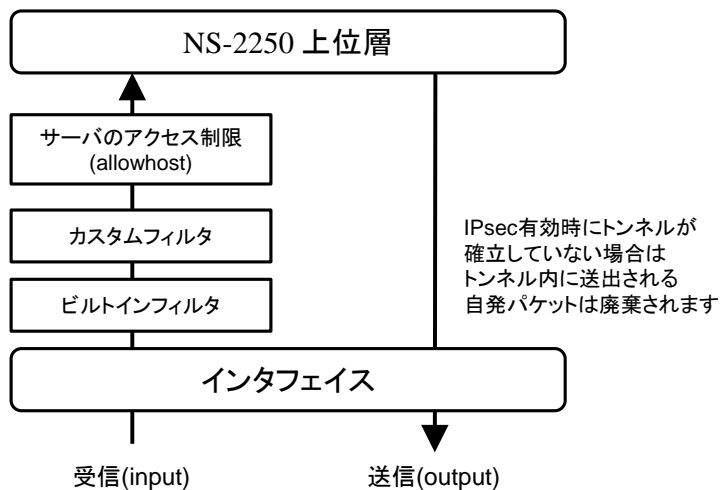 NS-2250 上位層
サーバのアクセス制限
(allowhost)
カスタムフィルタ
ビルトインフィルタ
IPsec有効時にトンネルが
確立していない場合は
トンネル内に送出される
自発パケットは廃棄されます
インタフェイス
受信(input)
送信(output)